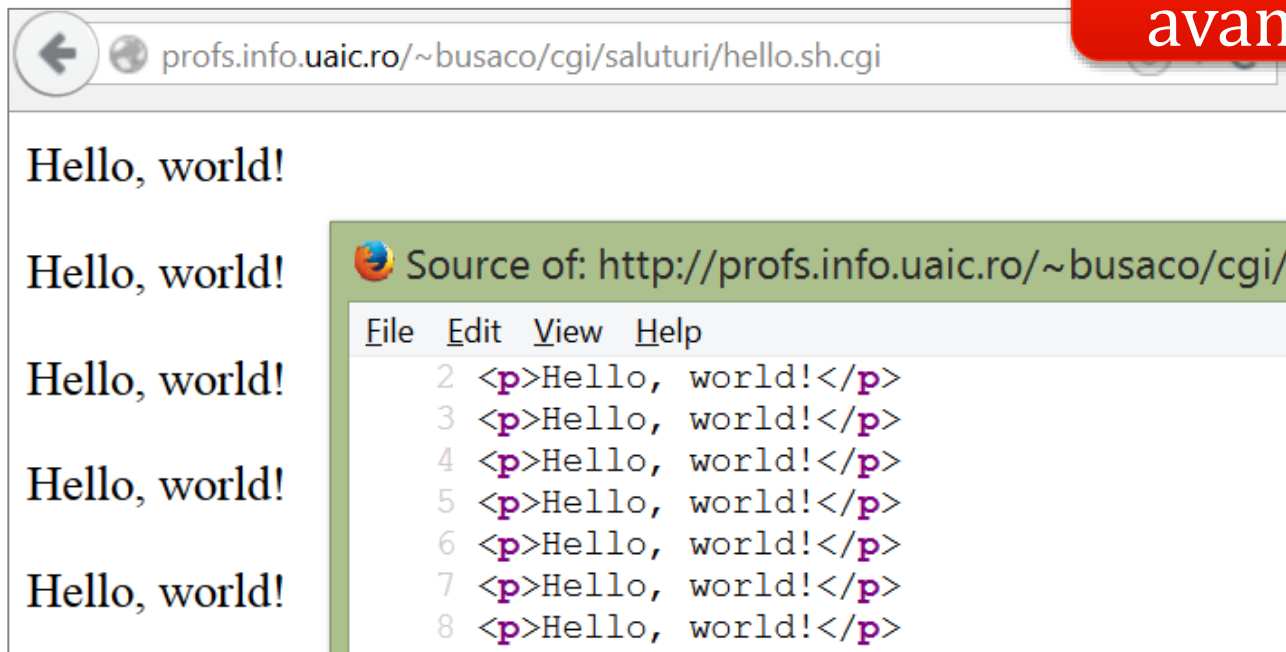 avan
profs.info.uaic.ro/~busaco/cgi/saluturi/hello.sh.cgi
Hello, world!
Hello, world!
Hello, world!
Hello, world!
Hello, world!
Source of: http://profs.info.uaic.ro/~busaco/cgi/
File Edit View Help
2 <p>Hello, world!</p>
3 <p>Hello, world!</p>
4 <p>Hello, world!</p>
5 <p>Hello, world!</p>
6 <p>Hello, world!</p>
7 <p>Hello, world!</p>
8 <p>Hello, world!</p>